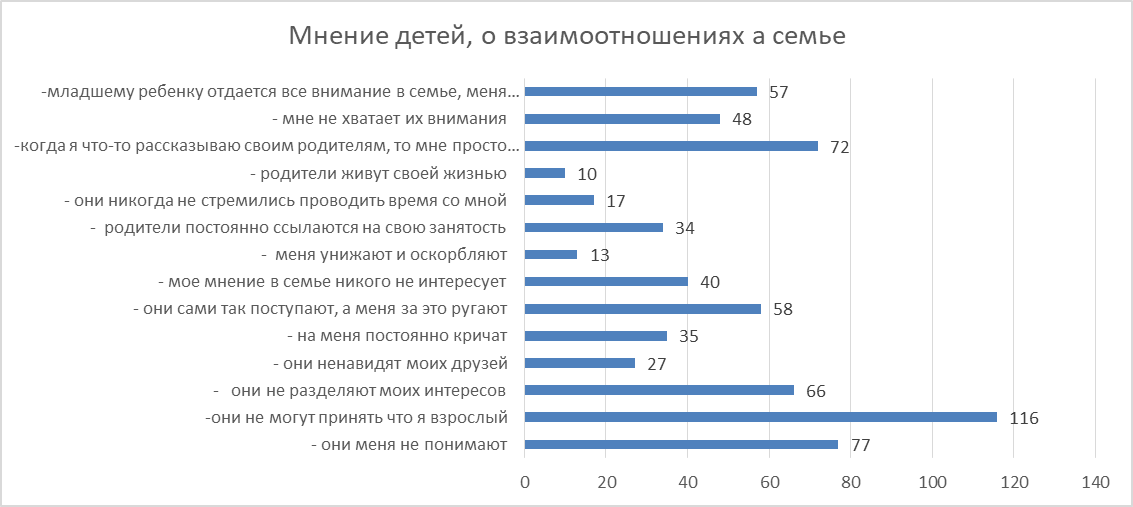 Мнение детей, о взаимоотношениях а семье
-младшему ребенку отдается все внимание в семье, меня… 57
- мне не хватает их внимания 48
-когда я что-то рассказываю своим родителям, то мне просто… 72
- родители живут своей жизнью 10
- они никогда не стремились проводить время со мной 17
- родители постоянно ссылаются на свою занятость 34
- меня унижают и оскорбляют 13
- мое мнение в семье никого не интересует 40
- они сами так поступают, а меня за это ругают 58
- на меня постоянно кричат 35
- они ненавидят моих друзей 27
- они не разделяют моих интересов 66
-они не могут принять что я взрослый 116
- они меня не понимают 77
0 20 40 60 80 100 120 140